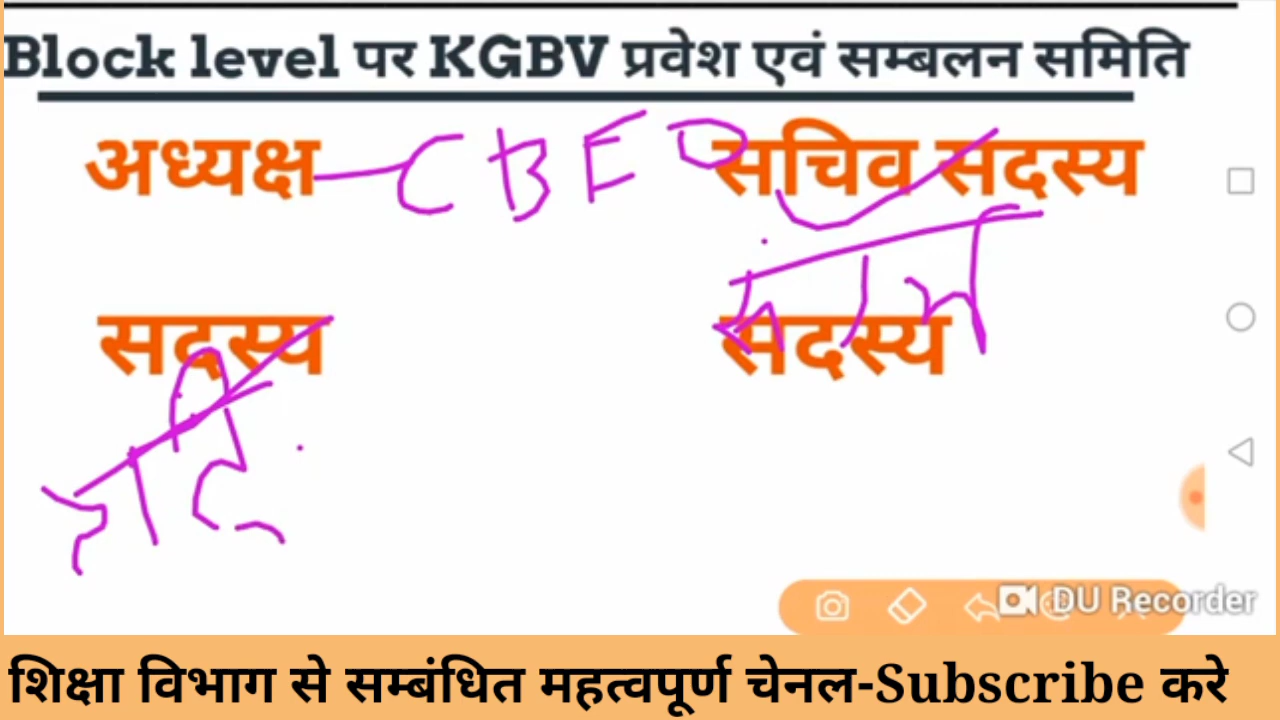 Block level पर KGBV प्रवेश एवं सम्बलन समिति
अध्यक्ष CBEO सचिव सदस्य
सदस्य सदस्य
DU Recorder
शिक्षा विभाग से सम्बंधित महत्वपूर्ण चेनल-Subscribe करे